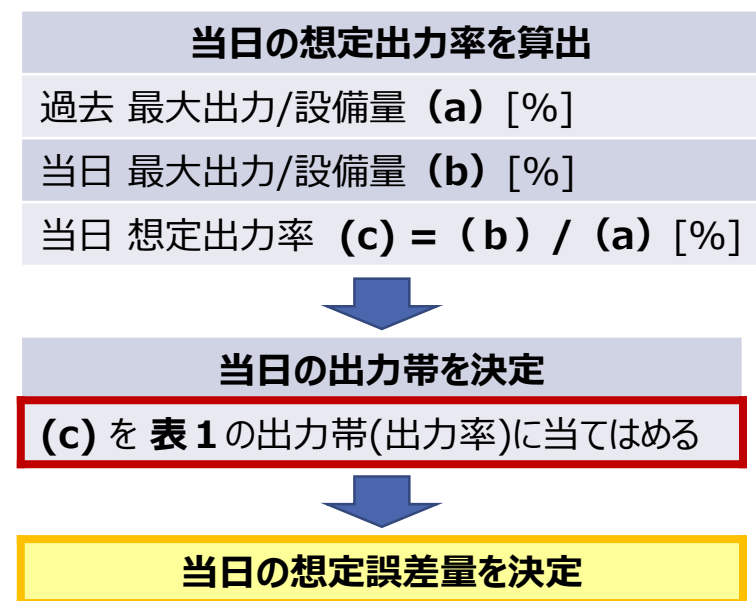 当日の想定出力率を算出
過去 最大出力/設備量（a）[%]
当日 最大出力/設備量（b）[%]
当日 想定出力率 (c) =（ｂ）/（a）[%]
当日の出力帯を決定
(c) を 表１の出力帯(出力率)に当てはめる
当日の想定誤差量を決定